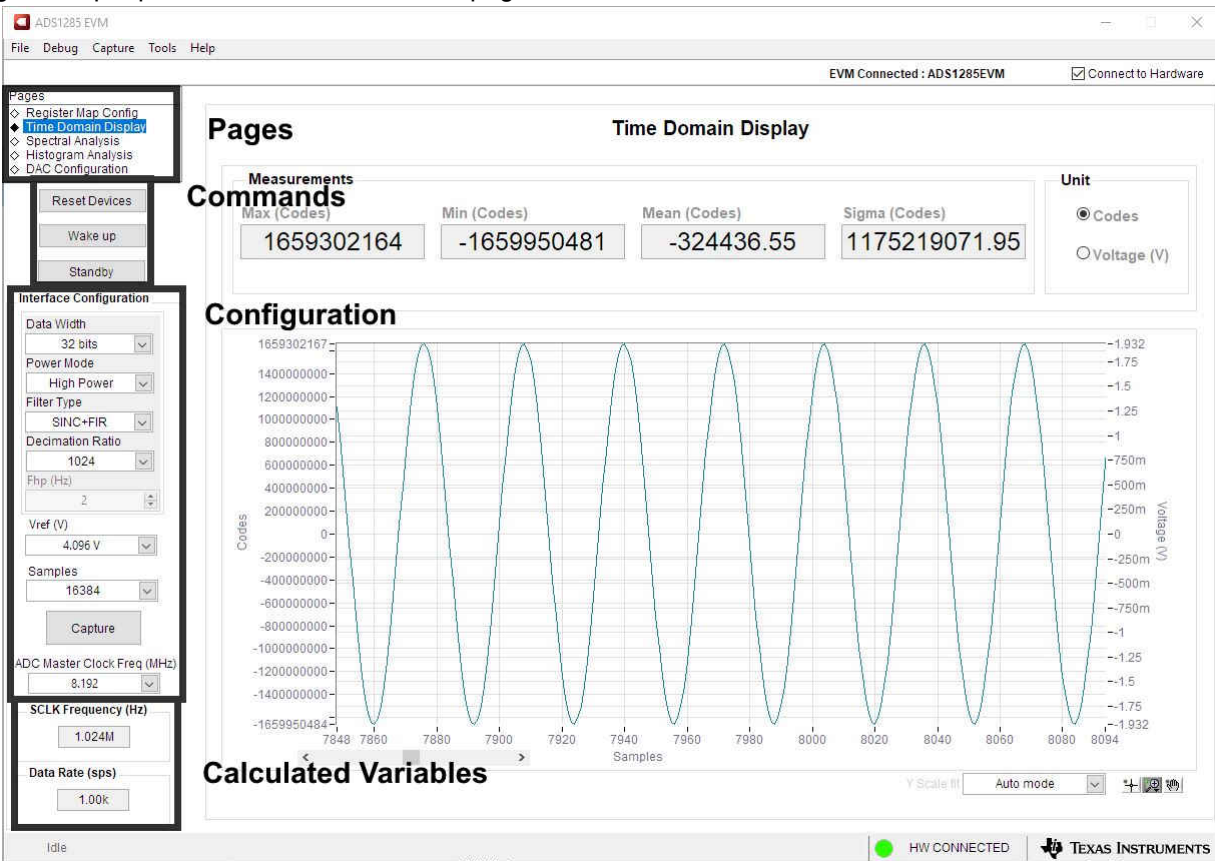 ADS1285 EVM
File Debug Capture Tools Help
EVM Connected : ADS1285EVM
Connect to Hardware
Pages
Register Map Config
Time Domain Display
Spectral Analysis
Histogram Analysis
DAC Configuration
Pages
Time Domain Display
Reset Devices
Wake up
Standby
Commands
Measurements
Max (Codes) Min (Codes) Mean (Codes) Sigma (Codes)
1659302164 -1659950481 -324436.55 1175219071.95
Unit
Codes
Voltage (V)
Interface Configuration
Data Width
32 bits
Power Mode
High Power
Filter Type
SINC+FIR
Decimation Ratio
1024
Fhp (Hz)
2
Vref (V)
4.096 V
Samples
16384
Capture
ADC Master Clock Freq (MHz)
8.192
Configuration
1659302167
1400000000
1200000000
1000000000
800000000
600000000
400000000
200000000
0
-200000000
-400000000
-600000000
-800000000
-1000000000
-1200000000
-1400000000
-1659950484
Codes
1.932
1.75
1.5
1.25
1
750m
500m
250m
0
-250m
-500m
-750m
-1
-1.25
-1.5
-1.75
-1.932
Voltage (V)
7848 7860 7880 7900 7920 7940 7960 7980 8000 8020 8040 8060 8080 8094
Samples
SCLK Frequency (Hz)
1.024M
Data Rate (sps)
1.00k
Calculated Variables
Y Scale fit Auto mode
Idle
HW CONNECTED
TEXAS INSTRUMENTS